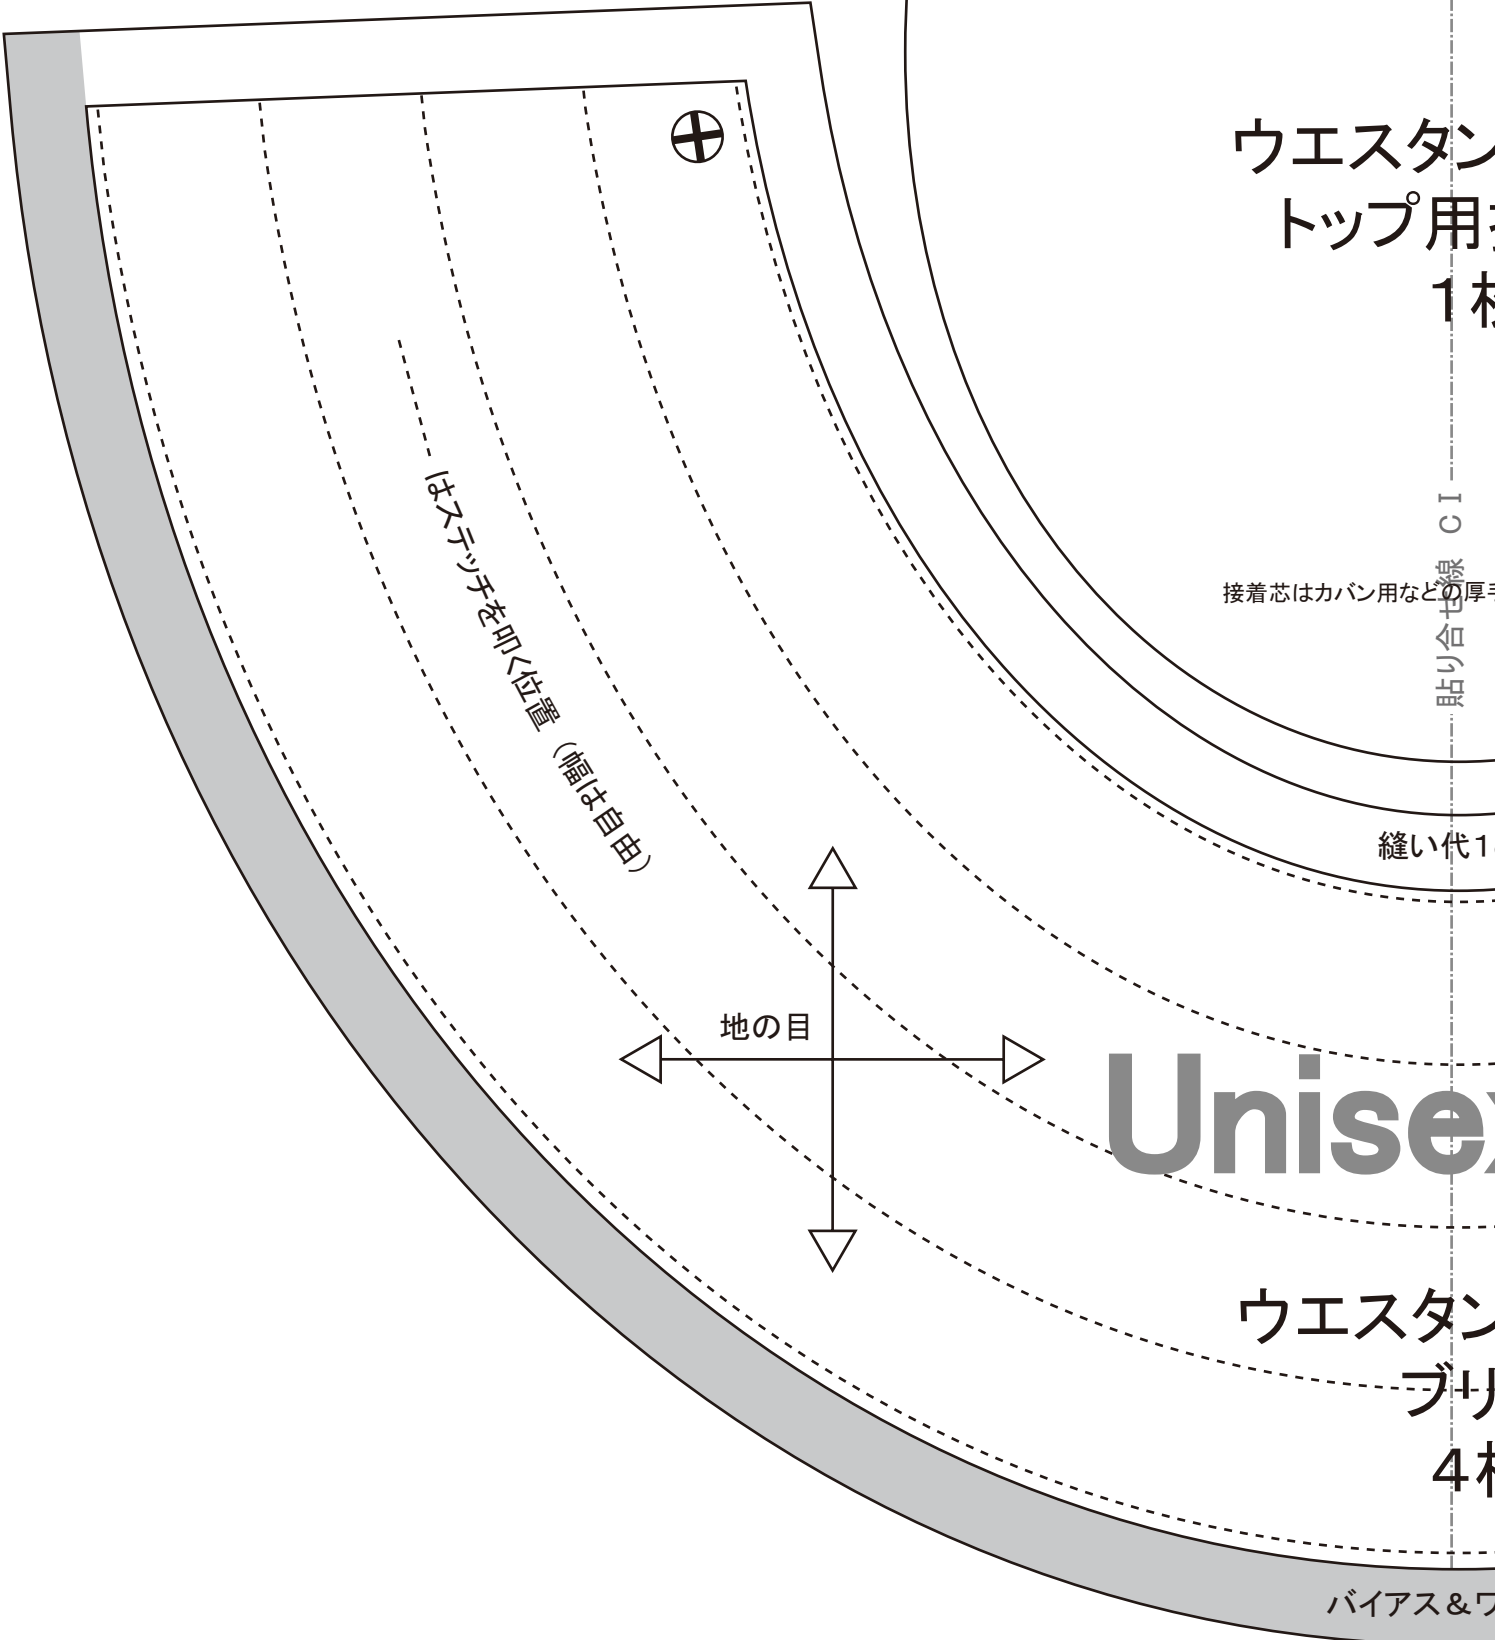 ウエスタン
トップ用
1
貼り合せ線 C I
接着芯はカバン用などの厚手
はステッチを叩く位置（幅は自由）
縫い代1
地の目
Unisex
ウエスタン
ブリ
4枚
バイアス&ワ